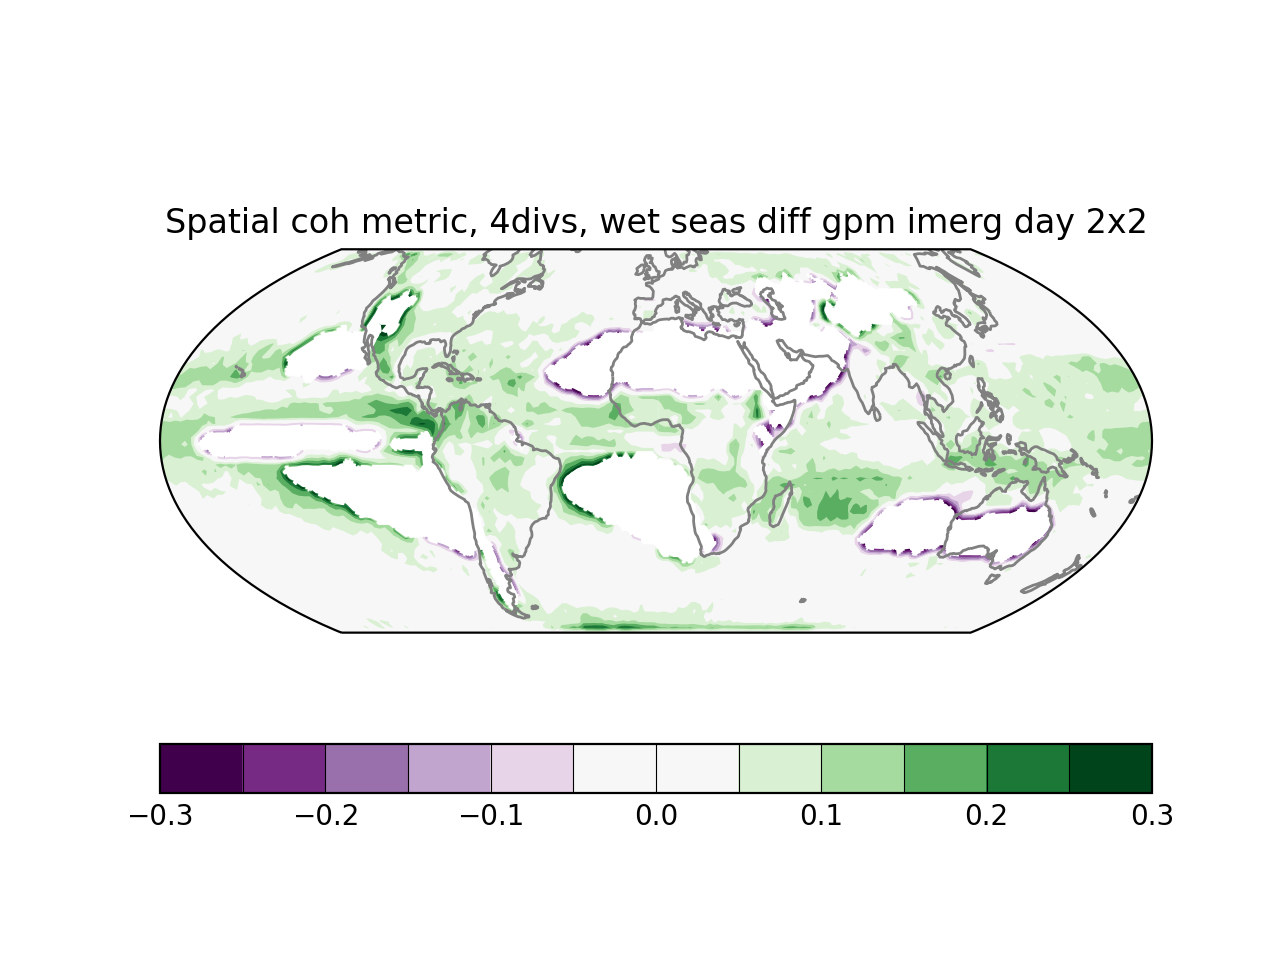 Spatial coh metric, 4divs, wet seas diff gpm imerg day 2x2
−0.3 −0.2 −0.1 0.0 0.1 0.2 0.3